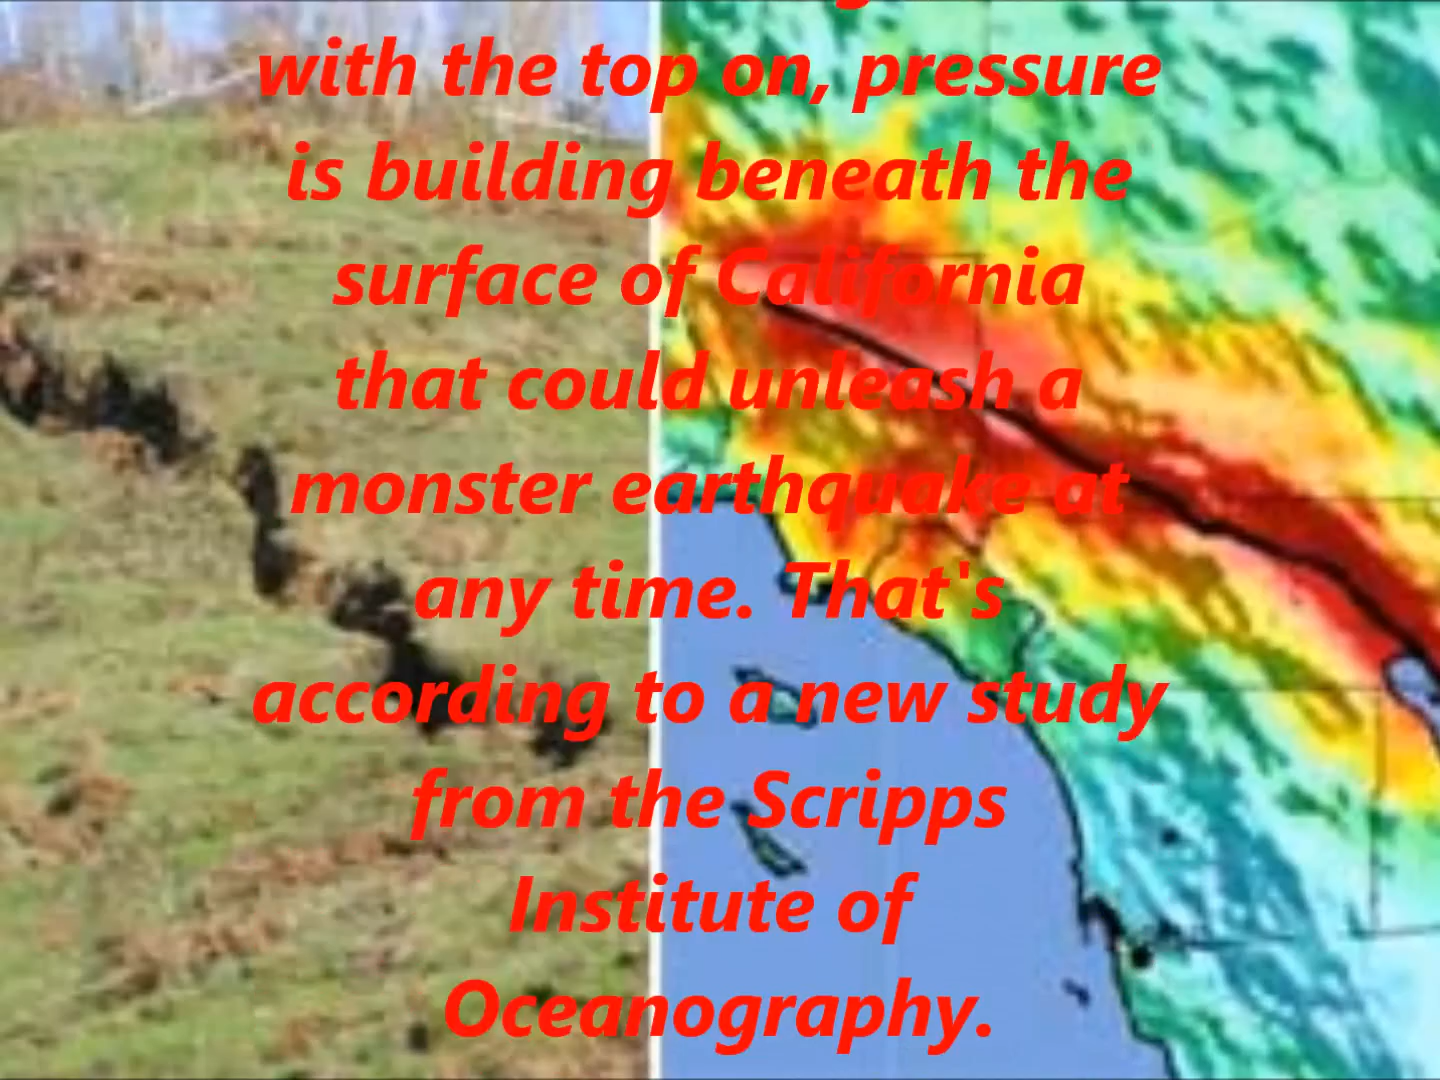 with the top on, pressure
is building beneath the
surface of California
that could unleash a
monster earthquake at
any time. That's
according to a new study
from the Scripps
Institute of
Oceanography.